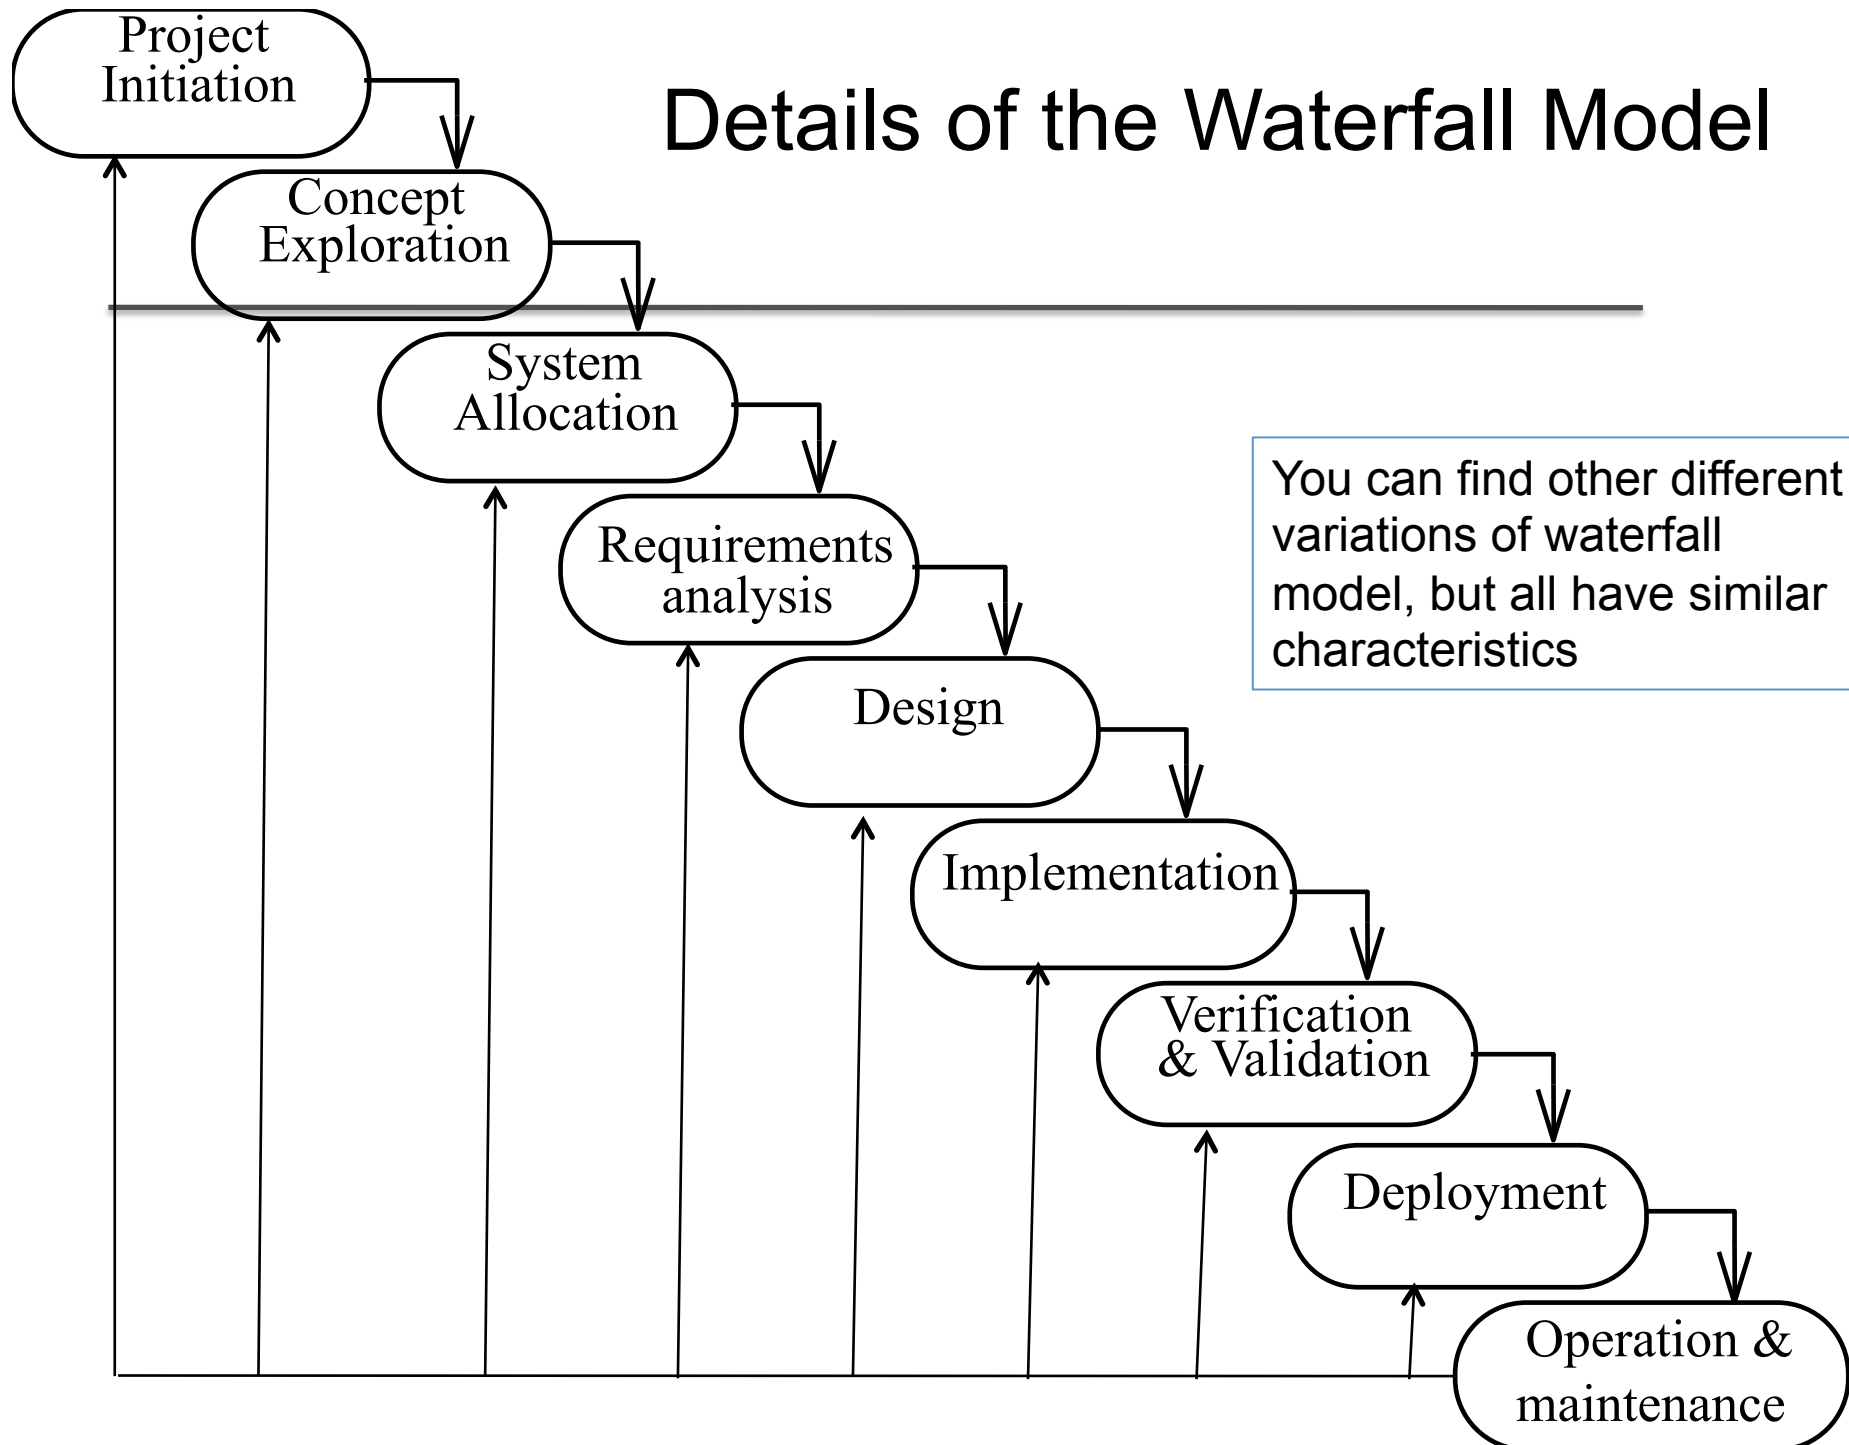 Project
Initiation
Details of the Waterfall Model
Concept
Exploration
System
Allocation
You can find other different
variations of waterfall
model, but all have similar
characteristics
Requirements
analysis
Design
Implementation
Verification
& Validation
Deployment
Operation &
maintenance